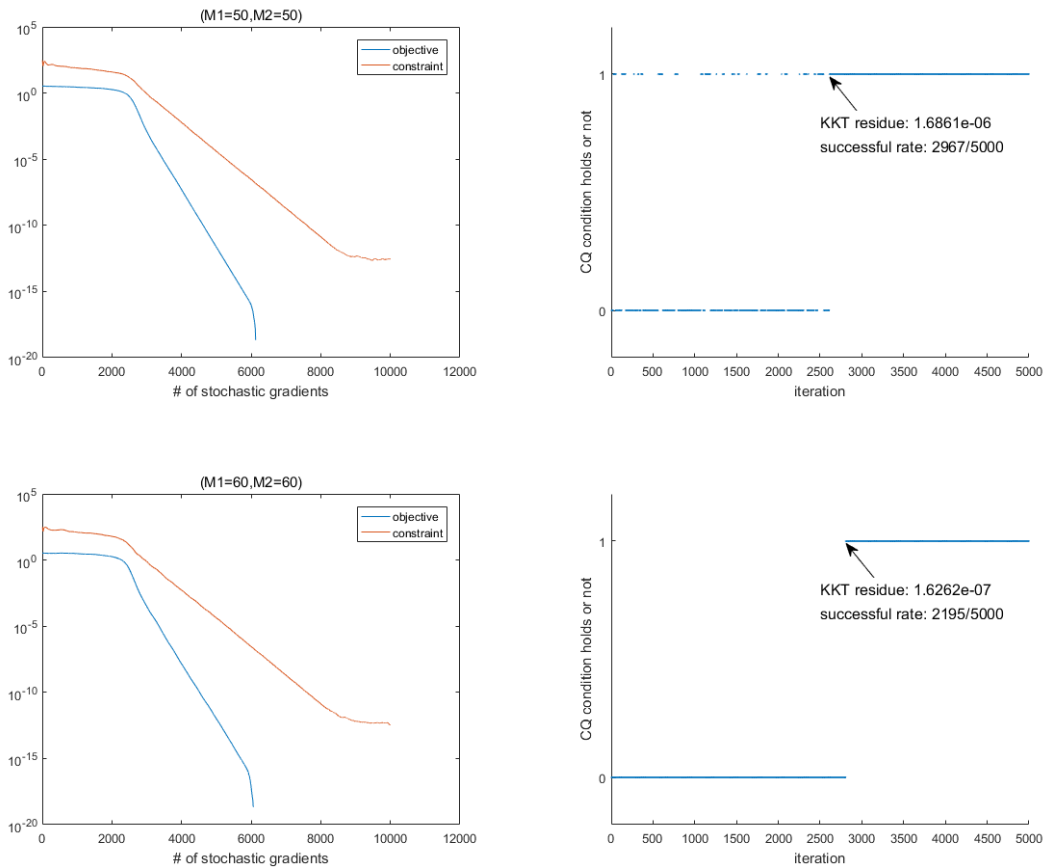 (M1=50,M2=50)
10^5
10^0
10^-5
10^-10
10^-15
10^-20
objective
constraint
0 2000 4000 6000 8000 10000 12000
# of stochastic gradients
CQ condition holds or not
1
0
KKT residue: 1.6861e-06
successful rate: 2967/5000
0 500 1000 1500 2000 2500 3000 3500 4000 4500 5000
iteration
(M1=60,M2=60)
10^5
10^0
10^-5
10^-10
10^-15
10^-20
objective
constraint
0 2000 4000 6000 8000 10000 12000
# of stochastic gradients
CQ condition holds or not
1
0
KKT residue: 1.6262e-07
successful rate: 2195/5000
0 500 1000 1500 2000 2500 3000 3500 4000 4500 5000
iteration